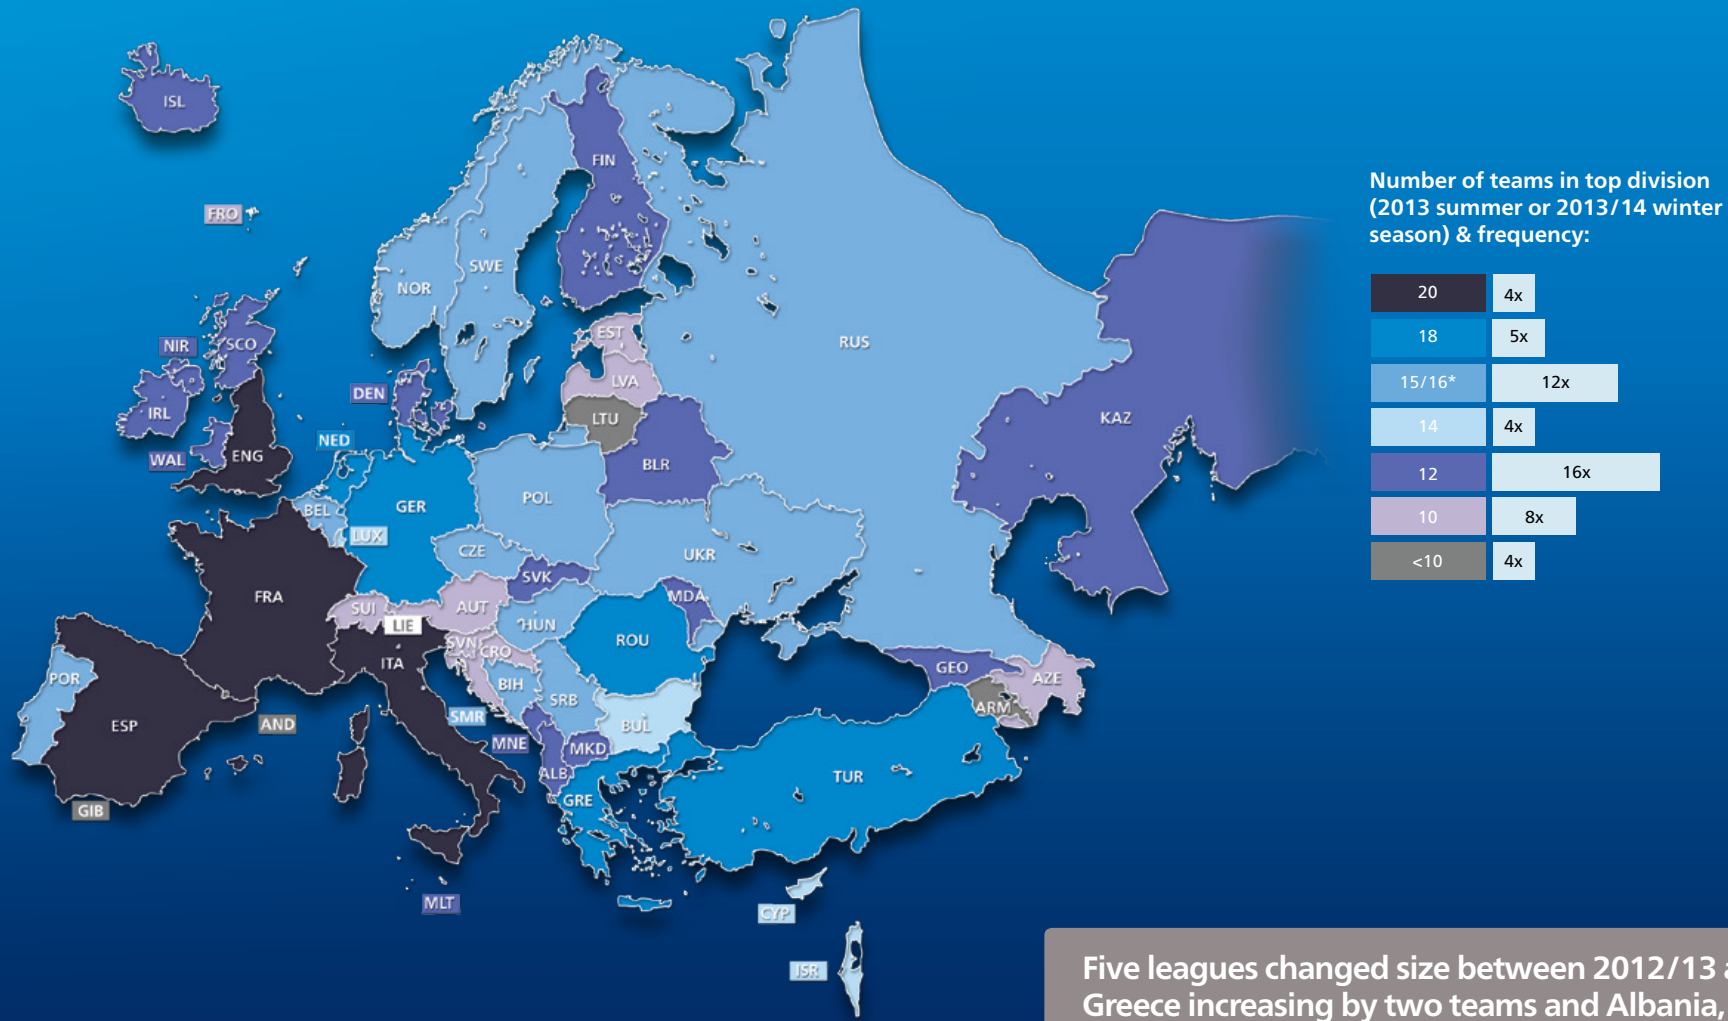 ISL
FIN
FRO
SWE
NOR
RUS
EST
NIR
SCO
LVA
DEN
IRL
LTU
KAZ
NED
WAL
ENG
BLR
POL
GER
BEL
LUX
CZE
UKR
SVK
FRA
MDA
SUI
AUT
LIE
HUN
ROU
SVN
CRO
ITA
GEO
POR
BIH
AZE
SRB
ARM
SMR
ESP
AND
BUL
MNE
MKD
ALB
TUR
GRE
GIB
MLT
CYP
ISR
Number of teams in top division
(2013 summer or 2013/14 winter
season) & frequency:
20 4x
18 5x
15/16* 12x
14 4x
12 16x
10 8x
<10 4x
Five leagues changed size between 2012/13
Greece increasing by two teams and Albania,